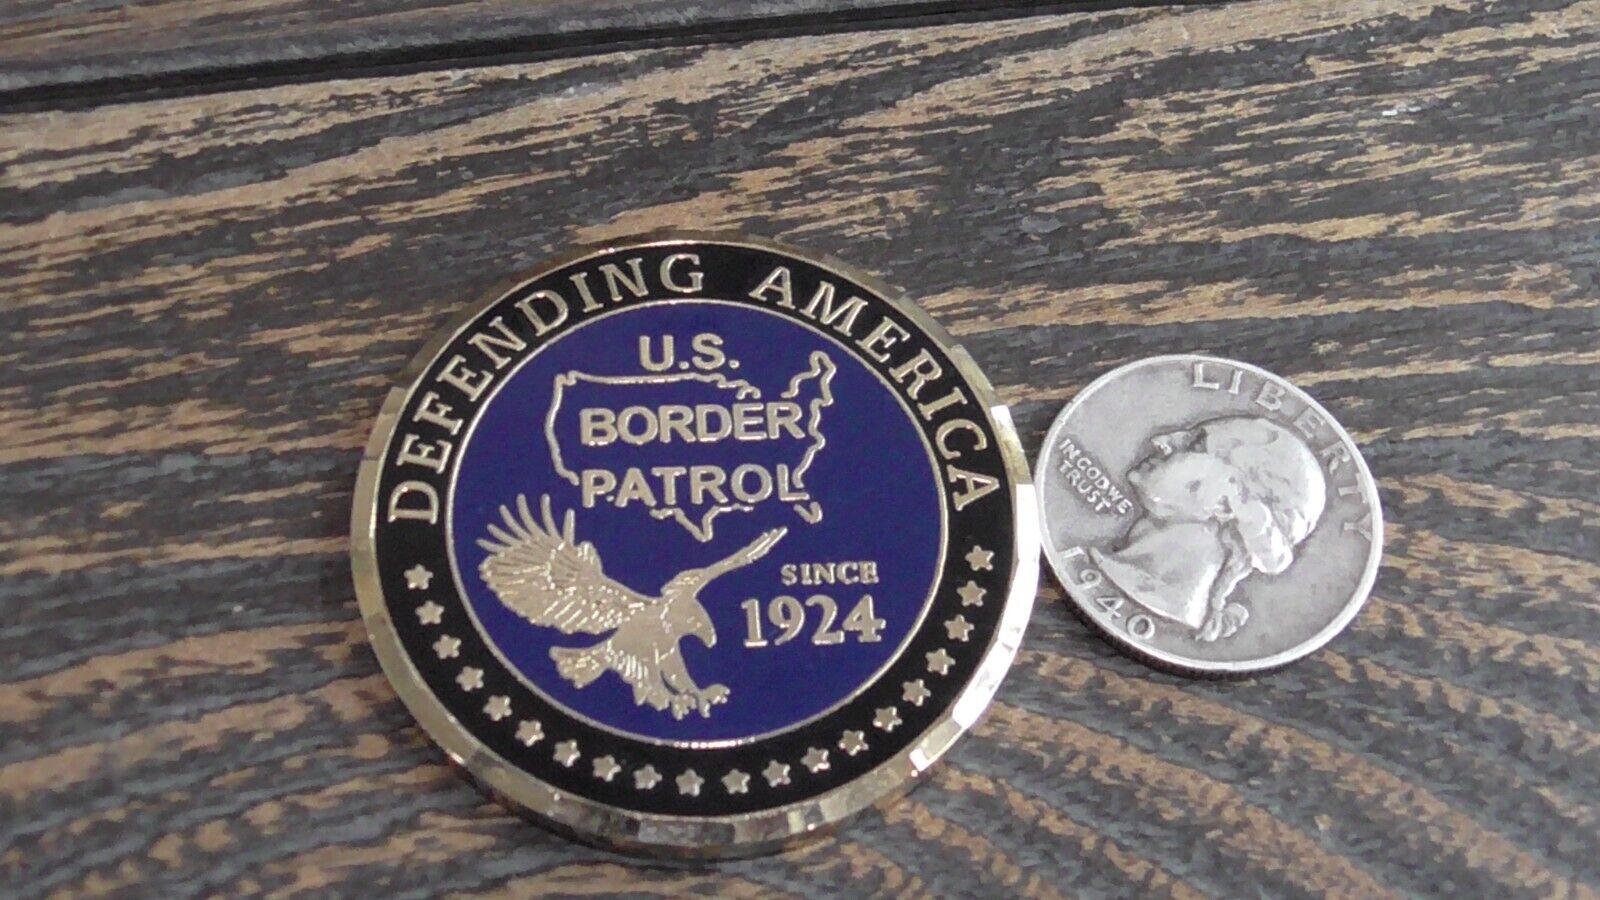 DEFENDING AMERICA
U.S.
BORDER
PATROL
SINCE
1924
LIBERTY
IN GOD WE
TRUST
1940